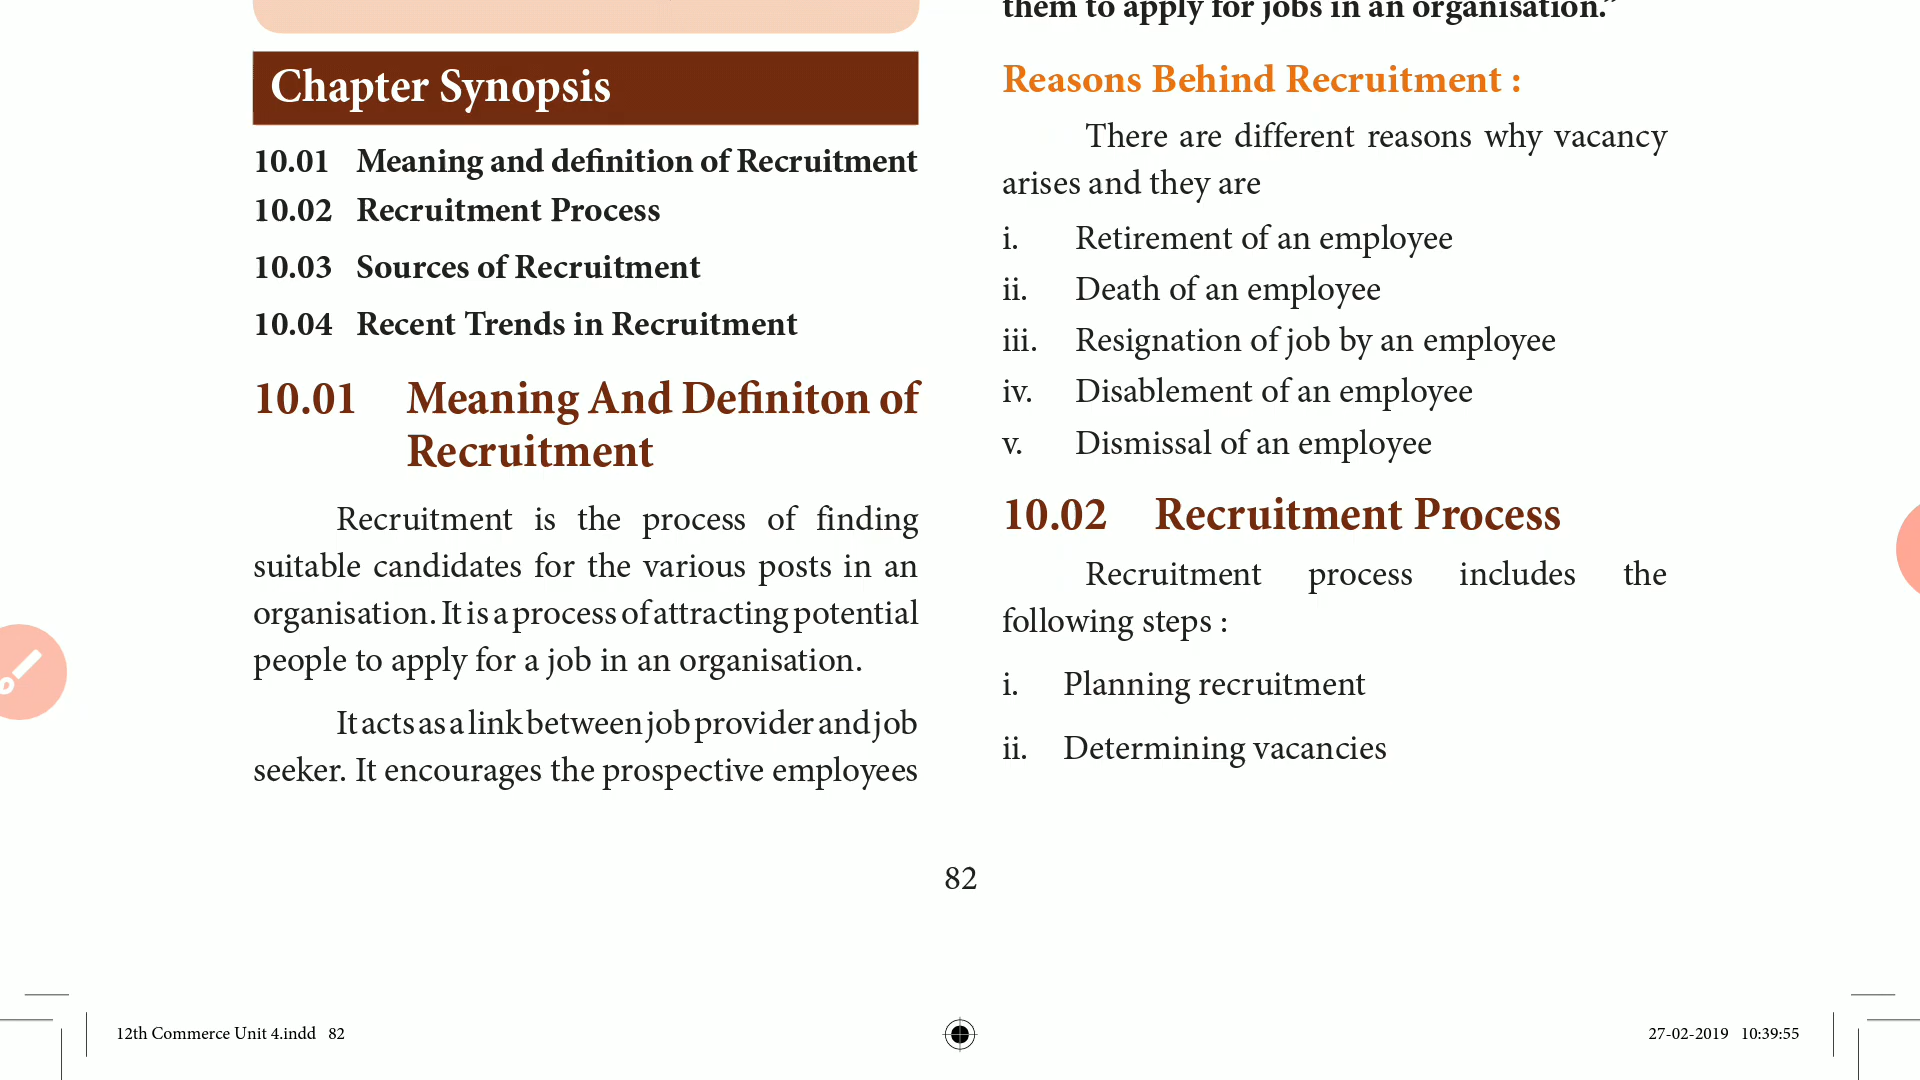 Chapter Synopsis
10.01 Meaning and definition of Recruitment
10.02 Recruitment Process
10.03 Sources of Recruitment
10.04 Recent Trends in Recruitment
10.01 Meaning And Definiton of
Recruitment
Recruitment is the process of finding
suitable candidates for the various posts in an
organisation. It is a process of attracting potential
people to apply for a job in an organisation.
It acts as a link between job provider and job
seeker. It encourages the prospective employees
them to apply for jobs in an organisation.”
Reasons Behind Recruitment :
There are different reasons why vacancy
arises and they are
i. Retirement of an employee
ii. Death of an employee
iii. Resignation of job by an employee
iv. Disablement of an employee
v. Dismissal of an employee
10.02 Recruitment Process
Recruitment process includes the
following steps :
i. Planning recruitment
ii. Determining vacancies
82
12th Commerce Unit 4.indd 82
27-02-2019 10:39:55